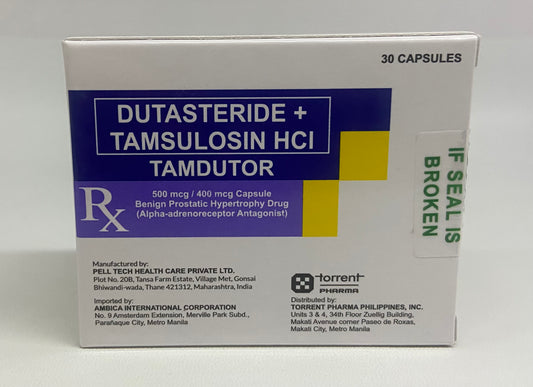 30 CAPSULES
DUTASTERIDE +
TAMSULOSIN HCl
TAMDUTOR
Rx
500 mcg / 400 mcg Capsule
Benign Prostatic Hypertrophy Drug
(Alpha-adrenoreceptor Antagonist)
IF SEAL IS
BROKEN
Manufactured by:
PELL TECH HEALTH CARE PRIVATE LTD.
Plot No. 20B, Tansa Farm Estate, Village Met, Gonsai
Bhiwandi-wada, Thane 421312, Maharashtra, India
Imported by:
AMBICA INTERNATIONAL CORPORATION
No. 9 Amsterdam Extension, Merville Park Subd.,
Parañaque City, Metro Manila
torrent
PHARMA
Distributed by:
TORRENT PHARMA PHILIPPINES, INC.
Units 3 & 4, 34th Floor Zuellig Building,
Makali Avenue corner Paseo de Roxas,
Makali City, Metro Manila